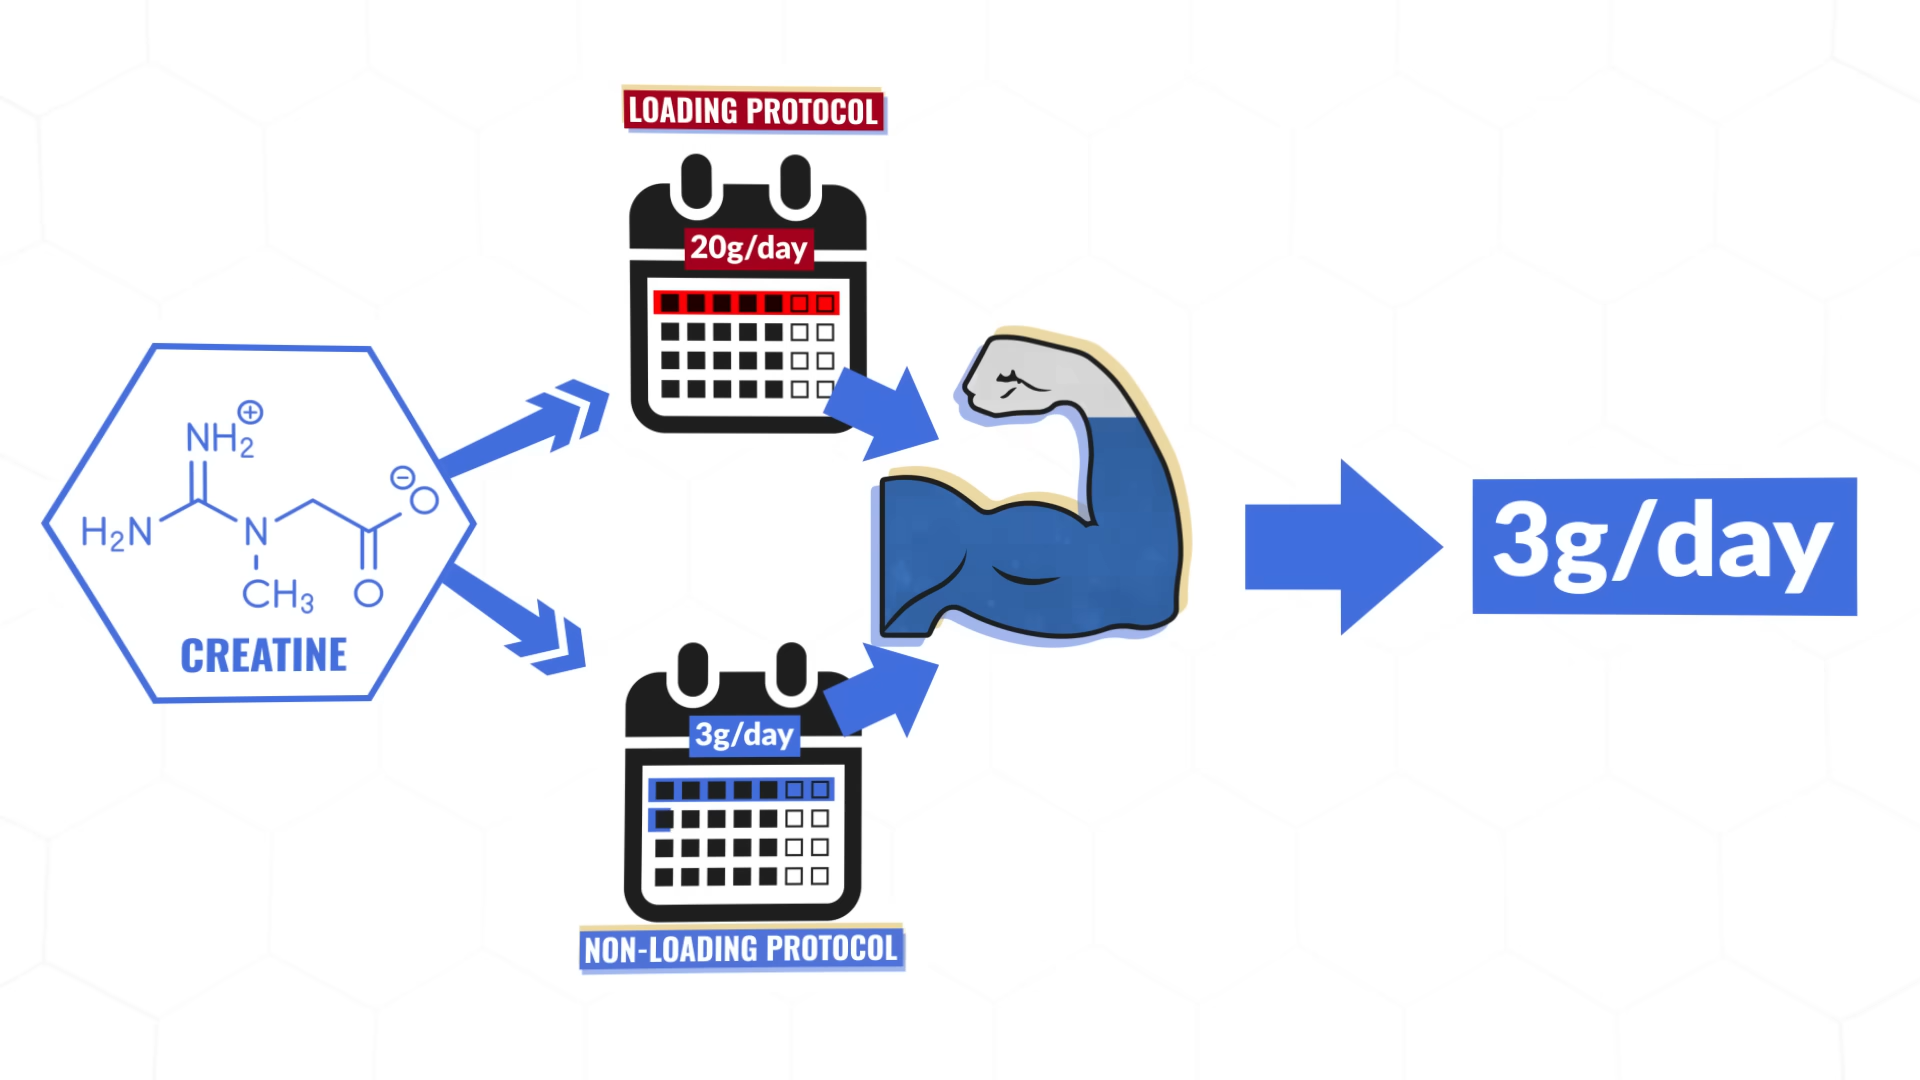 LOADING PROTOCOL
20g/day
NH₂⊕
H₂N
N
CH₃
O⊖
O
CREATINE
3g/day
3g/day
NON-LOADING PROTOCOL